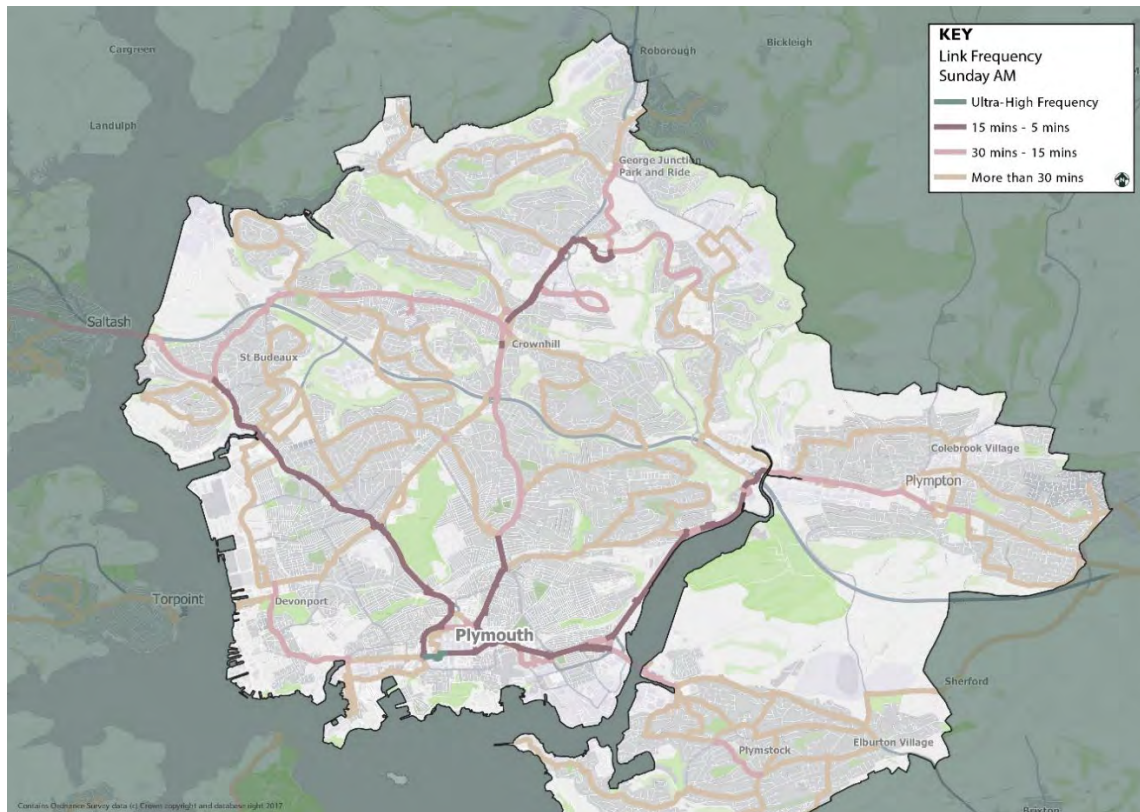 KEY
Link Frequency
Sunday AM
Ultra-High Frequency
15 mins - 5 mins
30 mins - 15 mins
More than 30 mins
Cargreen
Roborough
Bickleigh
Landulph
George Junction
Park and Ride
Saltash
St Budeaux
Crownhill
Colebrook Village
Plympton
Torpoint
Devonport
Plymouth
Sherford
Plymstock
Elburton Village
Contains Ordnance Survey data (c) Crown copyright and database right 2017